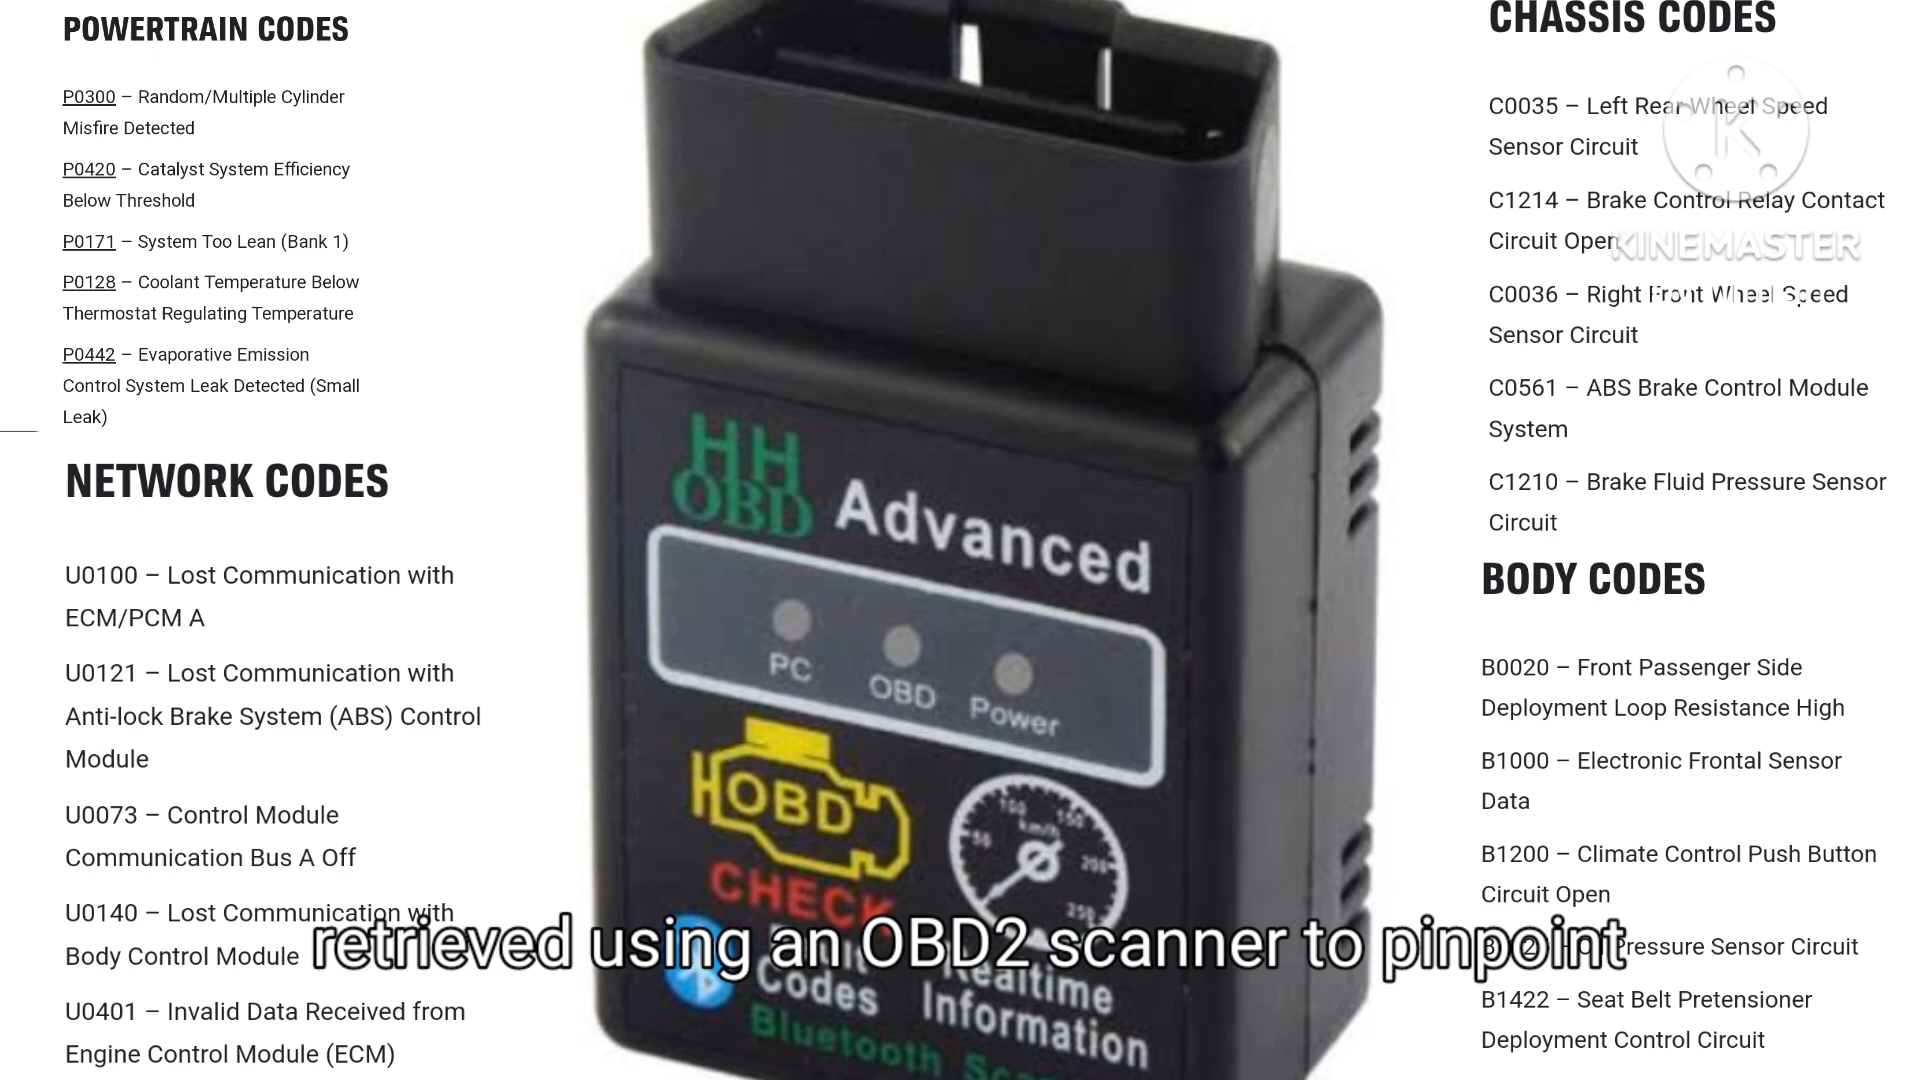 POWERTRAIN CODES
P0300 – Random/Multiple Cylinder
Misfire Detected
P0420 – Catalyst System Efficiency
Below Threshold
P0171 – System Too Lean (Bank 1)
P0128 – Coolant Temperature Below
Thermostat Regulating Temperature
P0442 – Evaporative Emission
Control System Leak Detected (Small
Leak)
NETWORK CODES
U0100 – Lost Communication with
ECM/PCM A
U0121 – Lost Communication with
Anti-lock Brake System (ABS) Control
Module
U0073 – Control Module
Communication Bus A Off
U0140 – Lost Communication with
Body Control Module
U0401 – Invalid Data Received from
Engine Control Module (ECM)
HH
OBD Advanced
PC OBD Power
OBD
100 150
km/h
50 200
250
CHECK
Codes Realtime
Information
Bluetooth
retrieved using an OBD2 scanner to pinpoint
CHASSIS CODES
C0035 – Left Rear Wheel Speed
Sensor Circuit
C1214 – Brake Control Relay Contact
Circuit Open
C0036 – Right Front Wheel Speed
Sensor Circuit
C0561 – ABS Brake Control Module
System
C1210 – Brake Fluid Pressure Sensor
Circuit
K
KINEMASTER
BODY CODES
B0020 – Front Passenger Side
Deployment Loop Resistance High
B1000 – Electronic Frontal Sensor
Data
B1200 – Climate Control Push Button
Circuit Open
Pressure Sensor Circuit
B1422 – Seat Belt Pretensioner
Deployment Control Circuit